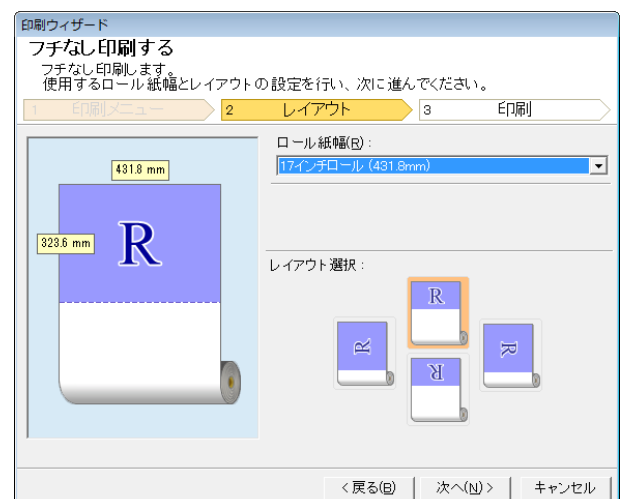 印刷ウィザード
フチなし印刷する
フチなし印刷します。
使用するロール紙幅とレイアウトの設定を行い、次に進んでください。
1 印刷メニュー 2 レイアウト 3 印刷
ロール紙幅(R):
17インチロール (431.8mm)
431.8 mm
323.6 mm
R
レイアウト選択:
R
R
R
R
<戻る(B) 次へ(N)> キャンセル